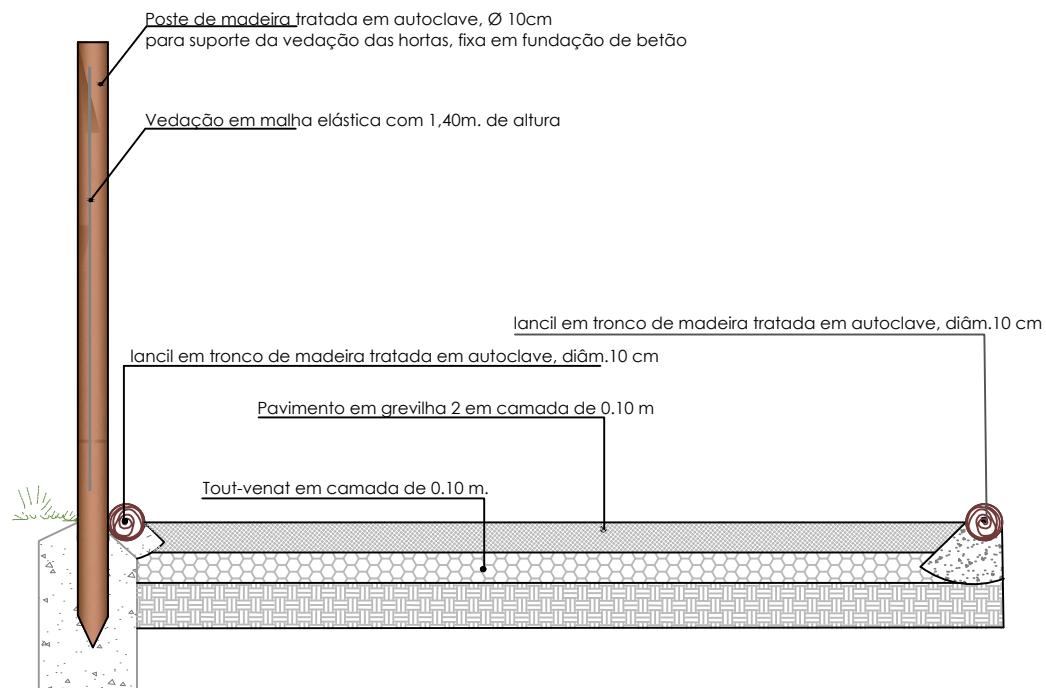 Poste de madeira tratada em autoclave, Ø 10cm
para suporte da vedação das hortas, fixa em fundação de betão
Vedação em malha elástica com 1,40m. de altura
lancil em tronco de madeira tratada em autoclave, diâm.10 cm
lancil em tronco de madeira tratada em autoclave, diâm.10 cm
Pavimento em grevilha 2 em camada de 0.10 m
Tout-venat em camada de 0.10 m.